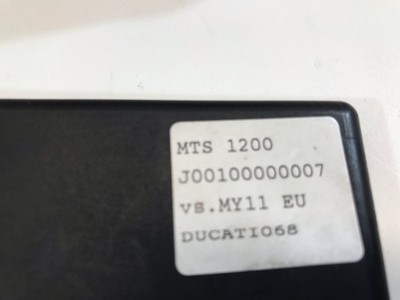 MTS 1200
J00100000007
vs.MY11 EU
DUCATI068